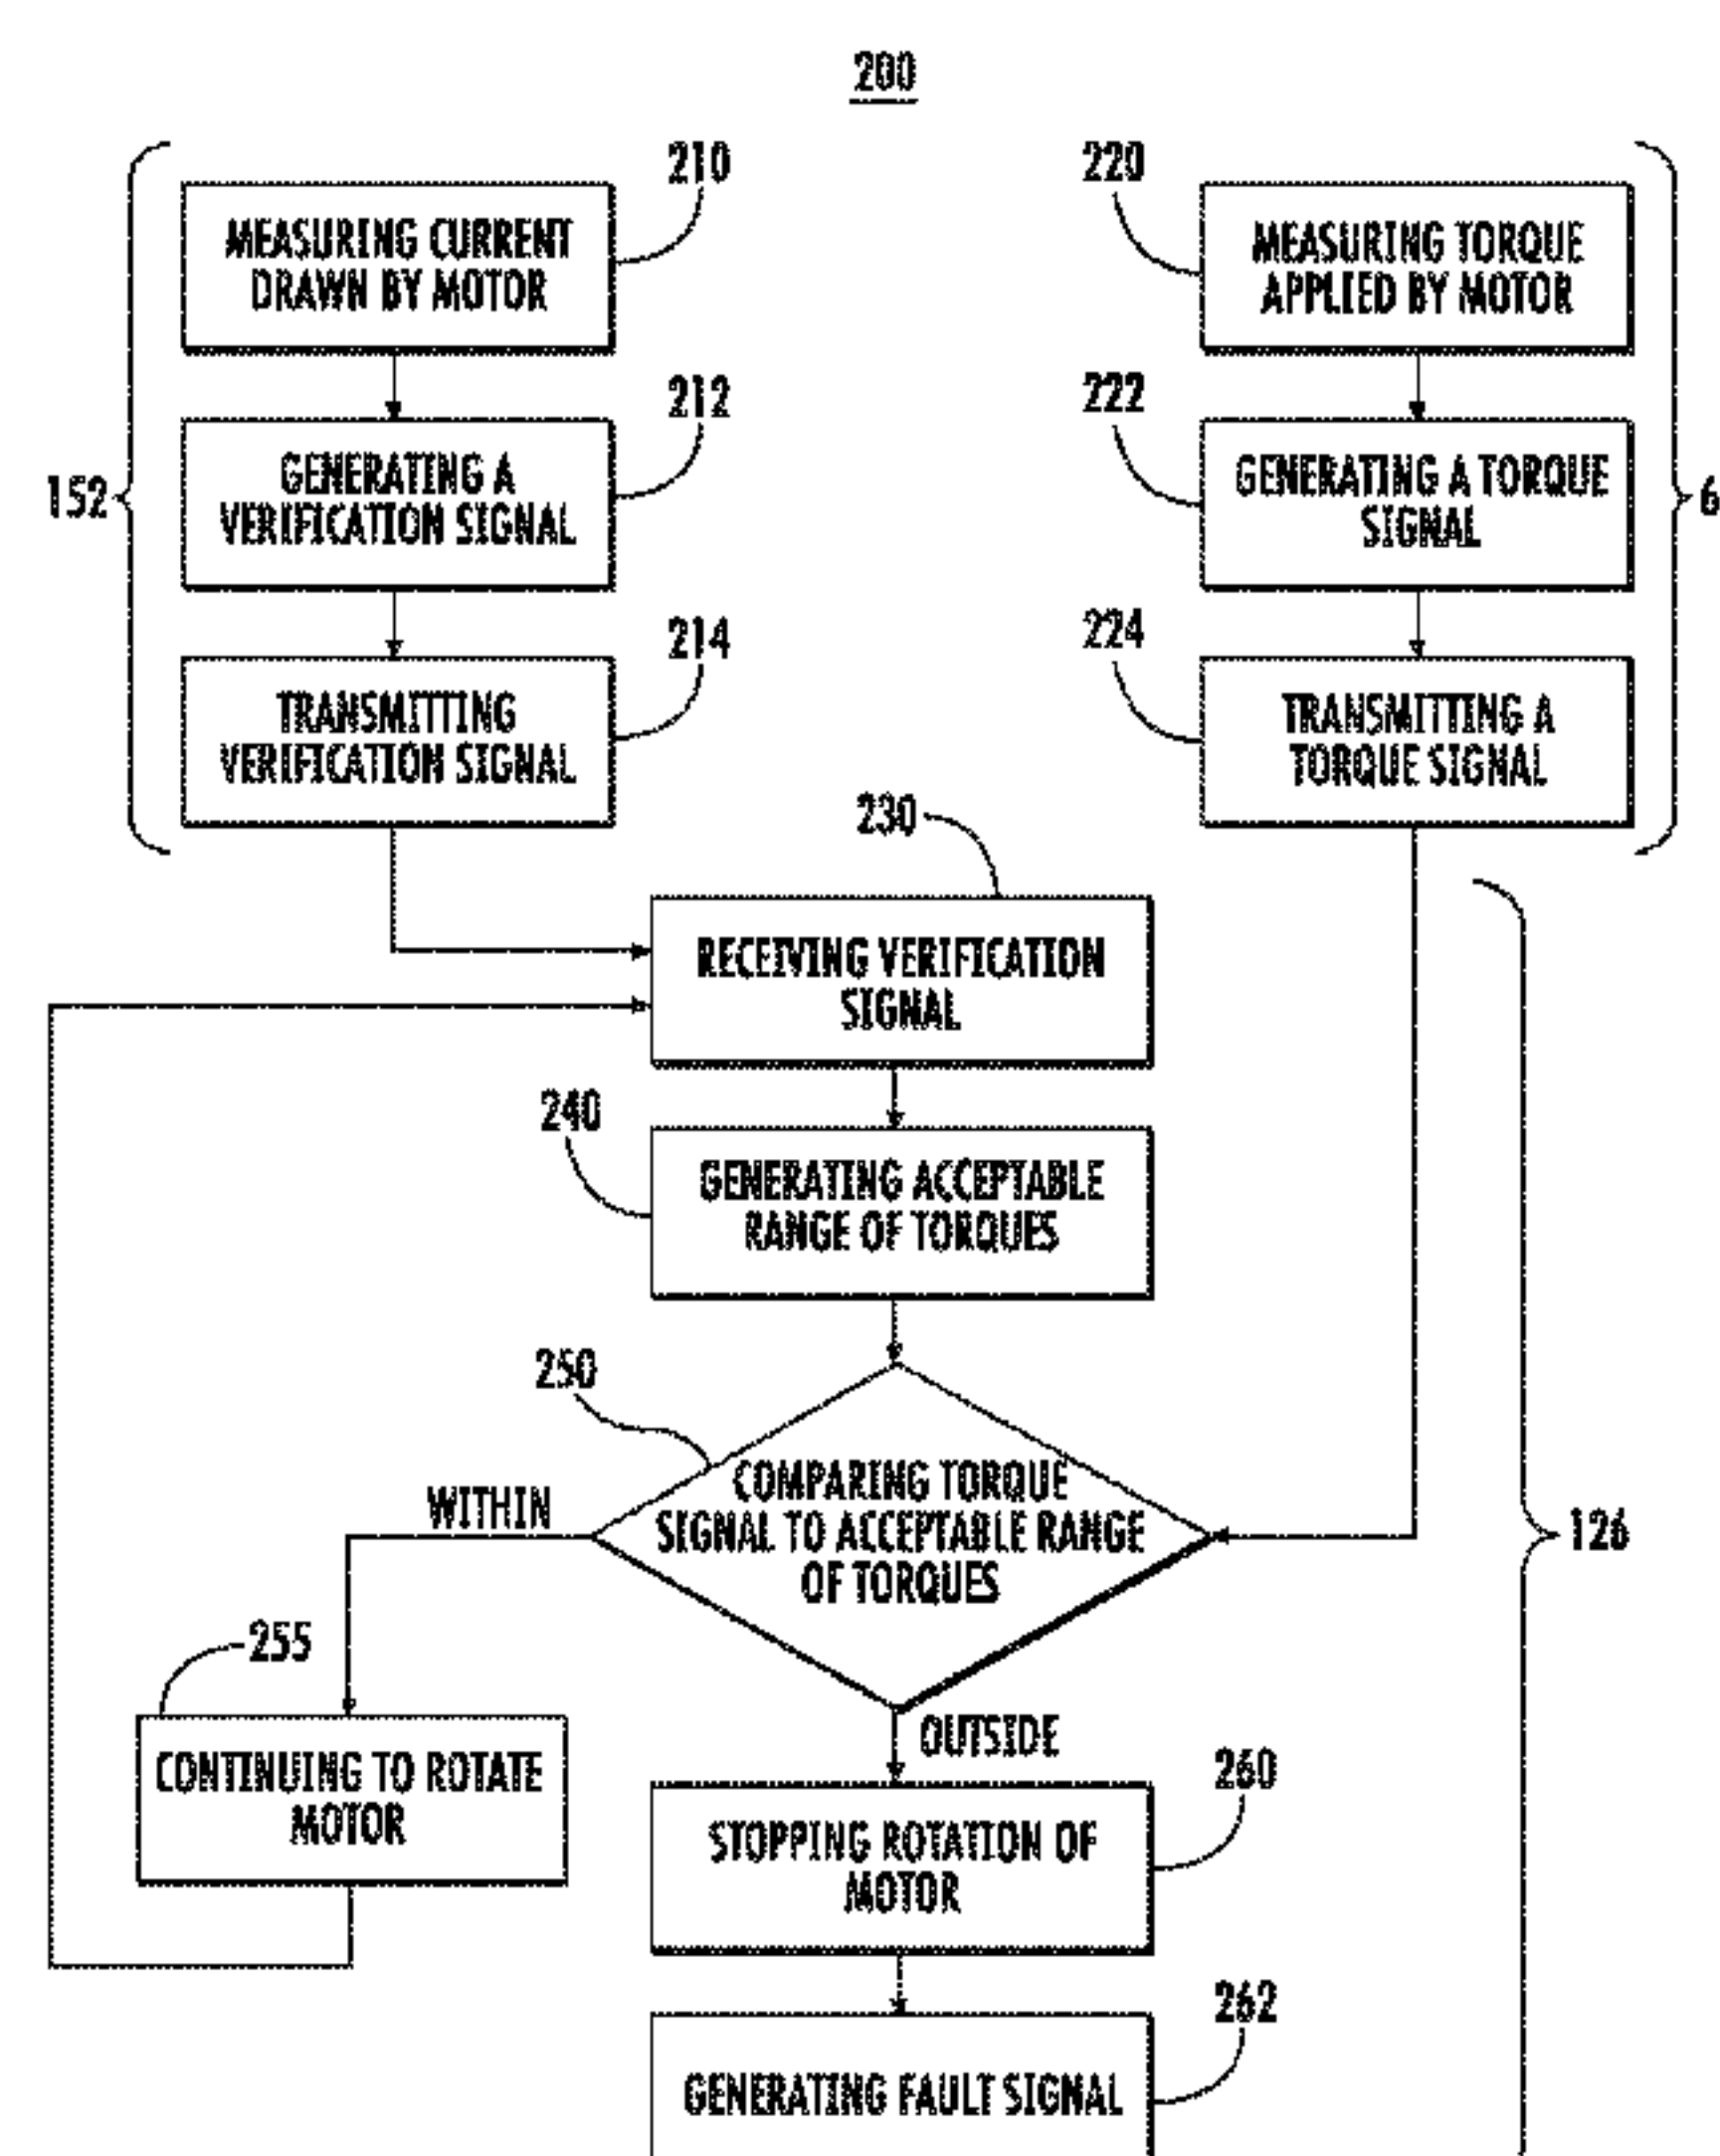 200
210
MEASURING CURRENT
DRAWN BY MOTOR
220
MEASURING TORQUE
APPLIED BY MOTOR
212
GENERATING A
VERIFICATION SIGNAL
222
GENERATING A TORQUE
SIGNAL
152
6
214
TRANSMITTING
VERIFICATION SIGNAL
224
TRANSMITTING A
TORQUE SIGNAL
230
RECEIVING VERIFICATION
SIGNAL
240
GENERATING ACCEPTABLE
RANGE OF TORQUES
250
COMPARING TORQUE
SIGNAL TO ACCEPTABLE RANGE
OF TORQUES
WITHIN
126
255
CONTINUING TO ROTATE
MOTOR
OUTSIDE
260
STOPPING ROTATION OF
MOTOR
262
GENERATING FAULT SIGNAL